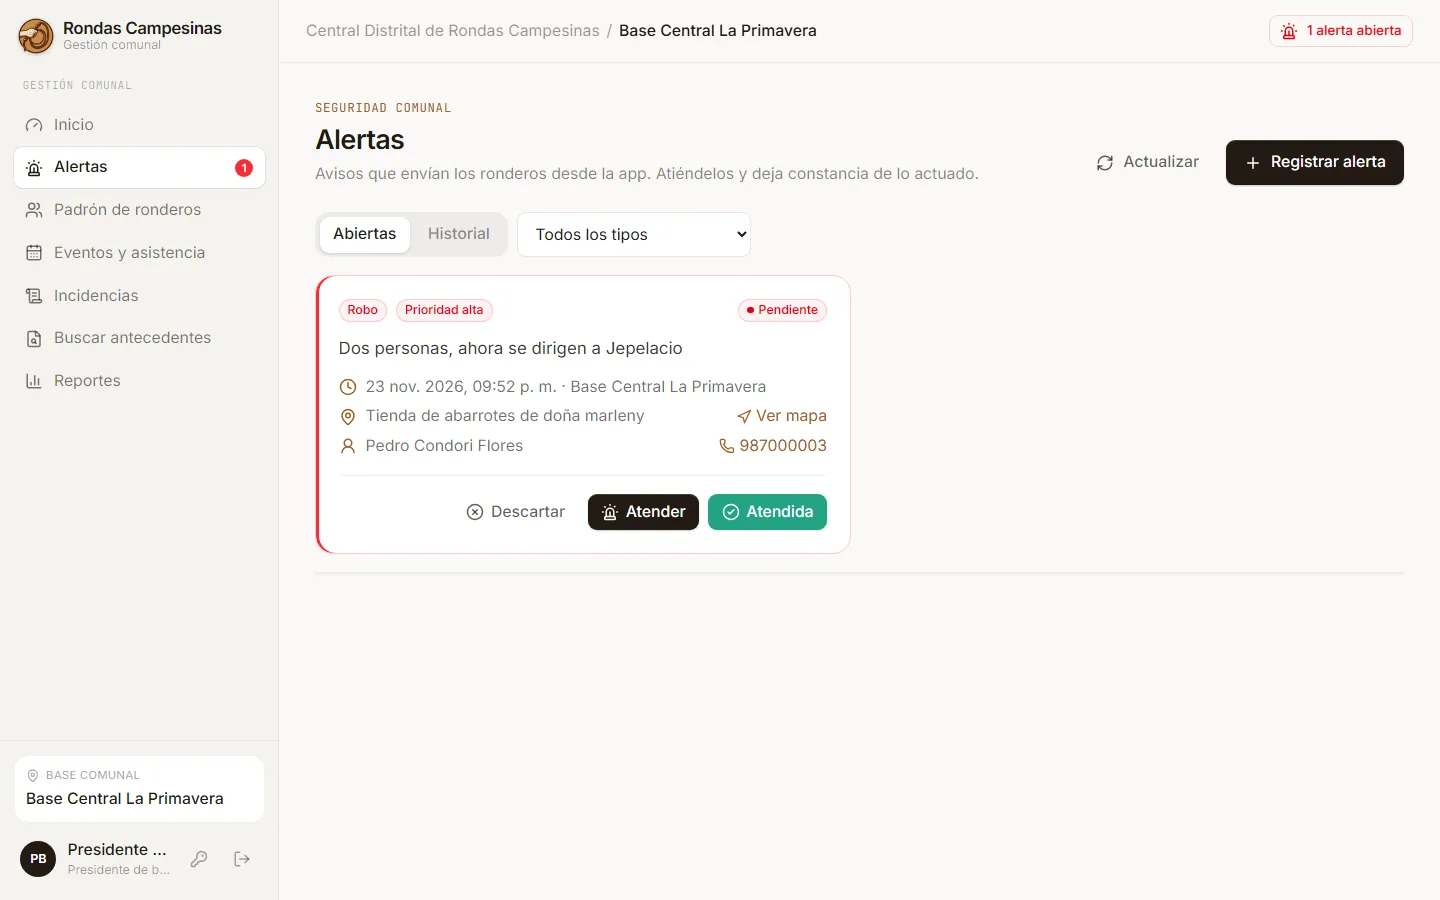 Rondas Campesinas
Gestión comunal
GESTIÓN COMUNAL
Inicio
Alertas
1
Padrón de ronderos
Eventos y asistencia
Incidencias
Buscar antecedentes
Reportes
BASE COMUNAL
Base Central La Primavera
PB
Presidente ...
Presidente de b...
Central Distrital de Rondas Campesinas / Base Central La Primavera
1 alerta abierta
SEGURIDAD COMUNAL
Alertas
Avisos que envían los ronderos desde la app. Atiéndelos y deja constancia de lo actuado.
Actualizar
Registrar alerta
Abiertas
Historial
Todos los tipos
Robo
Prioridad alta
Pendiente
Dos personas, ahora se dirigen a Jepelacio
23 nov. 2026, 09:52 p. m. · Base Central La Primavera
Tienda de abarrotes de doña marleny
Ver mapa
Pedro Condori Flores
987000003
Descartar
Atender
Atendida